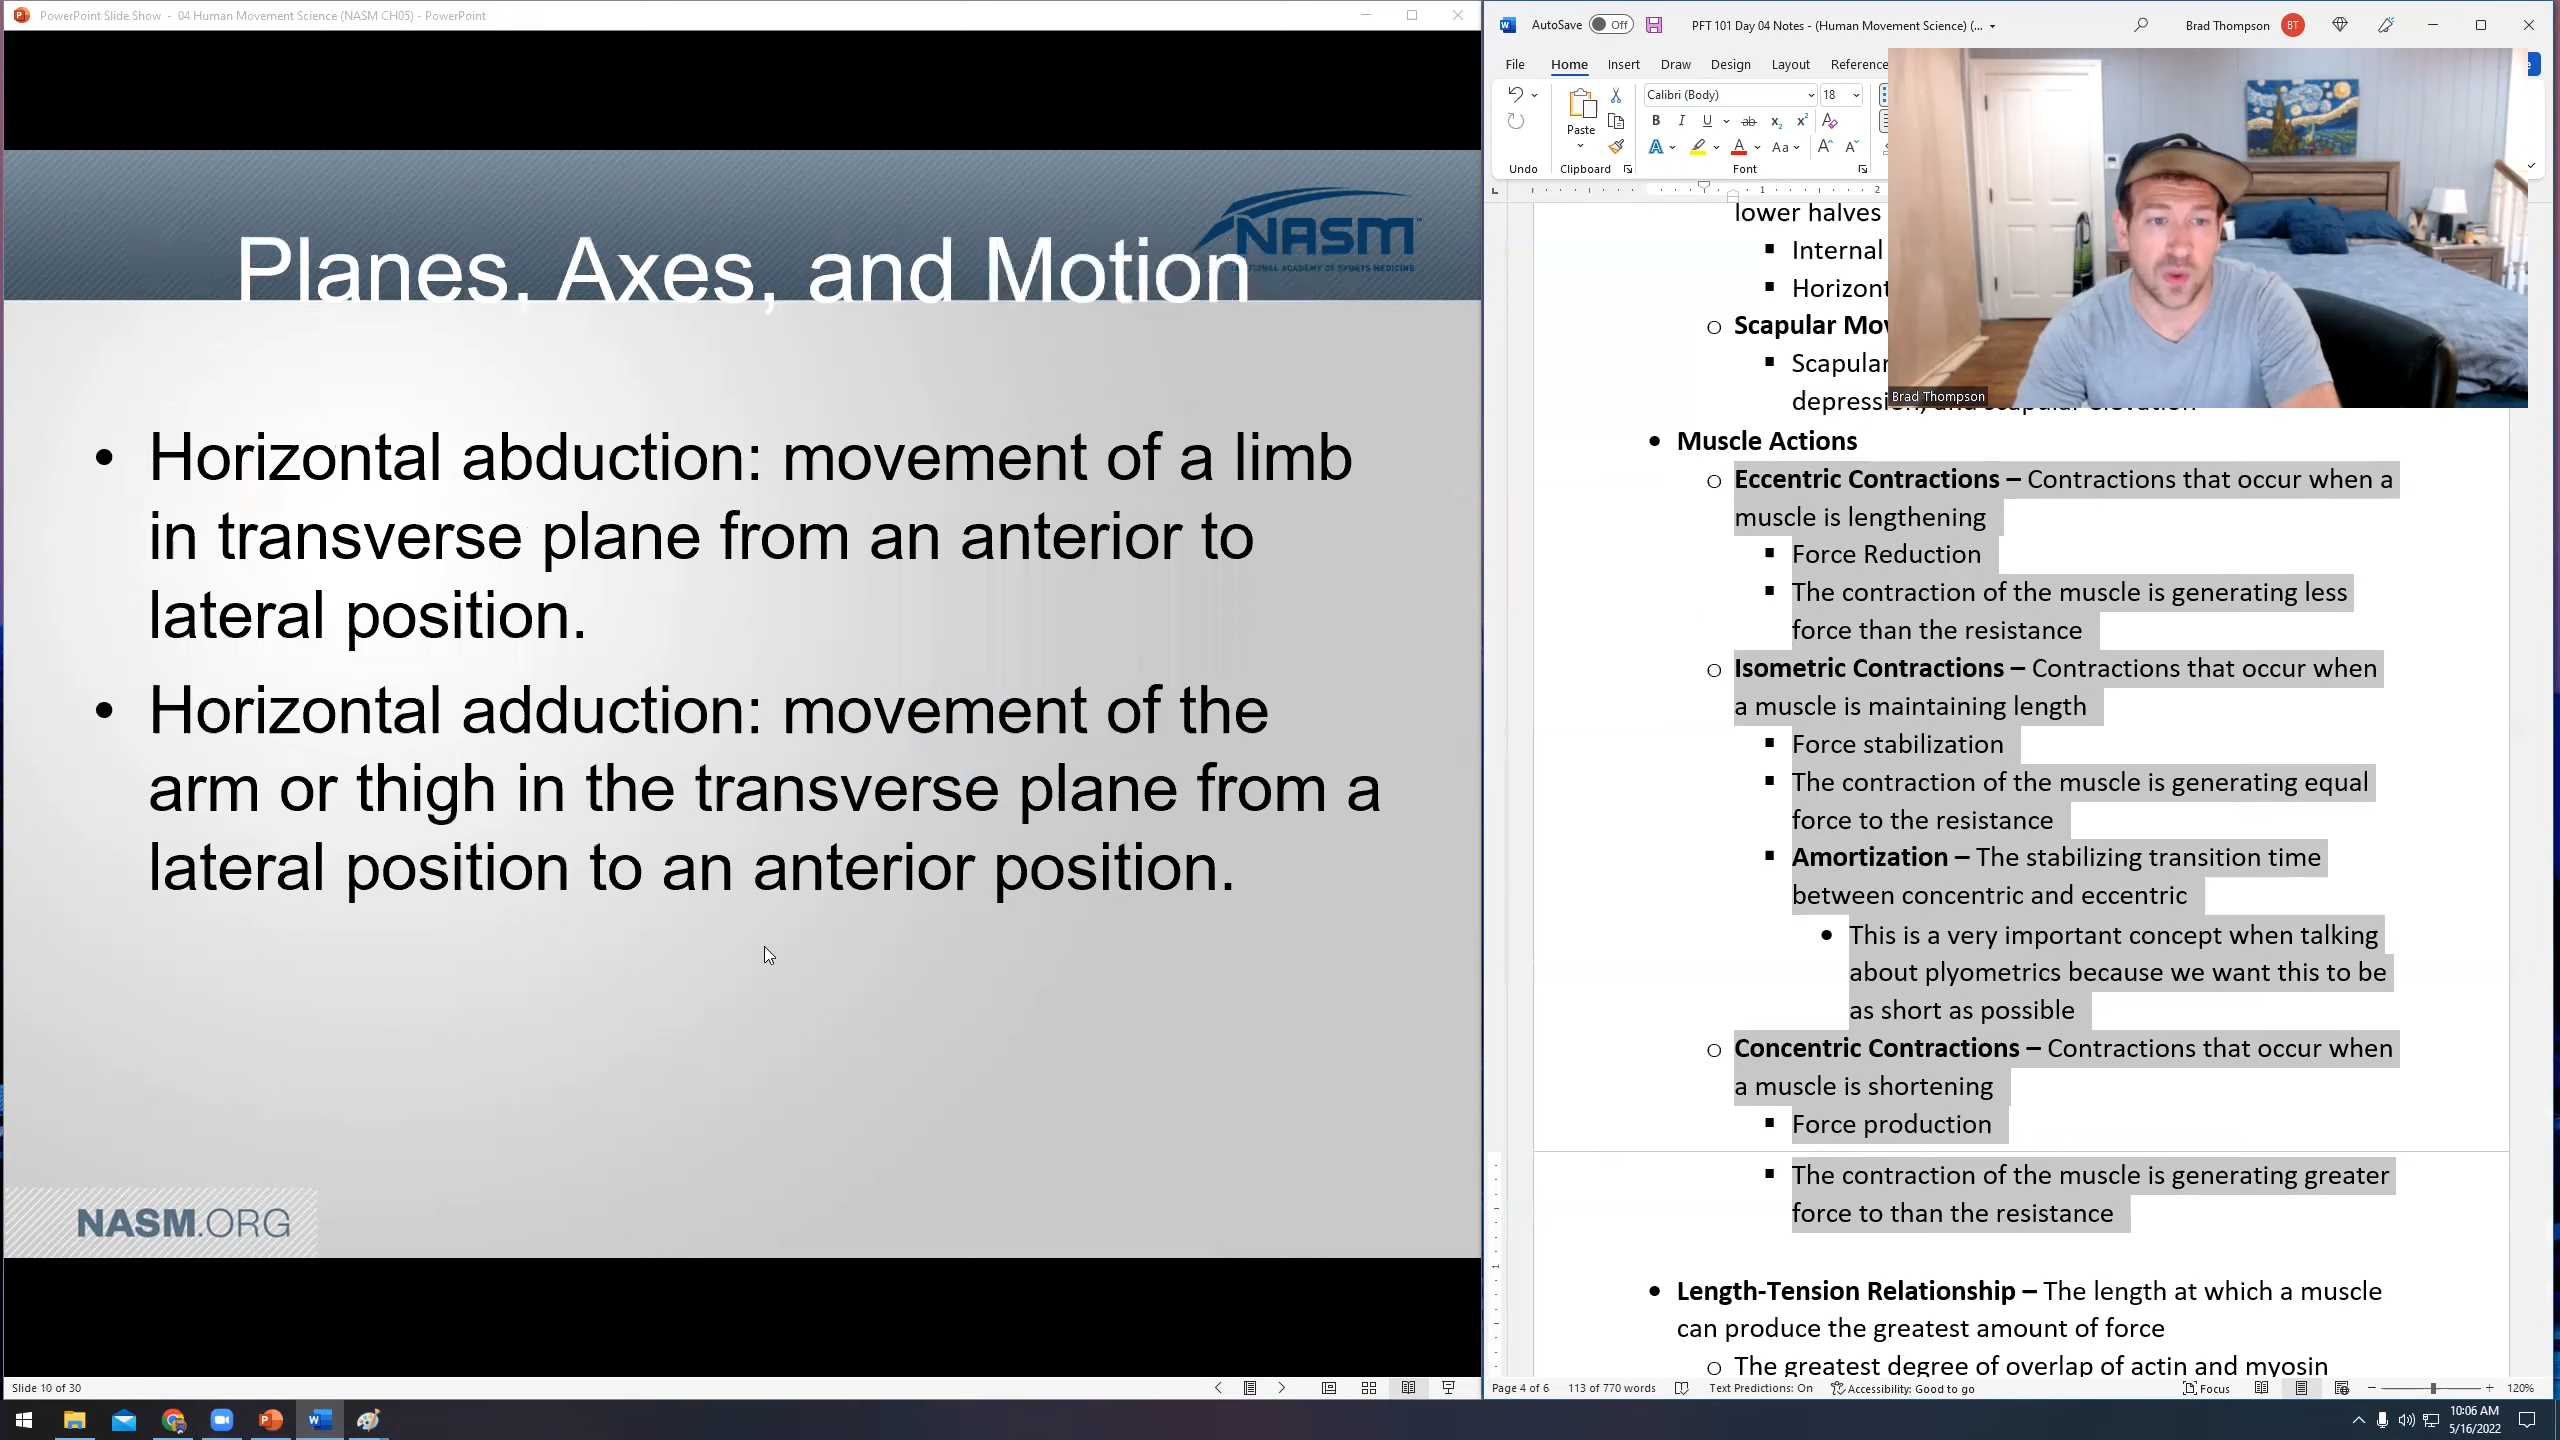 PowerPoint Slide Show - 04 Human Movement Science (NASM CH05) - PowerPoint
NASM
Planes, Axes, and Motion
• Horizontal abduction: movement of a limb
in transverse plane from an anterior to
lateral position.
• Horizontal adduction: movement of the
arm or thigh in the transverse plane from a
lateral position to an anterior position.
NASM.ORG
Slide 10 of 30
AutoSave Off
PFT 101 Day 04 Notes - (Human Movement Science) (...
Brad Thompson BT
File Home Insert Draw Design Layout Reference
Calibri (Body) 18
Paste
Undo Clipboard Font
1 2
lower halves
▪ Internal
▪ Horizont
o Scapular Mov
▪ Scapular
Brad Thompson
• Muscle Actions
o Eccentric Contractions – Contractions that occur when a
muscle is lengthening
▪ Force Reduction
▪ The contraction of the muscle is generating less
force than the resistance
o Isometric Contractions – Contractions that occur when
a muscle is maintaining length
▪ Force stabilization
▪ The contraction of the muscle is generating equal
force to the resistance
▪ Amortization – The stabilizing transition time
between concentric and eccentric
• This is a very important concept when talking
about plyometrics because we want this to be
as short as possible
o Concentric Contractions – Contractions that occur when
a muscle is shortening
▪ Force production
▪ The contraction of the muscle is generating greater
force to than the resistance
• Length-Tension Relationship – The length at which a muscle
can produce the greatest amount of force
o The greatest degree of overlap of actin and myosin
Page 4 of 6 113 of 770 words Text Predictions: On Accessibility: Good to go Focus 120%
10:06 AM
5/16/2022